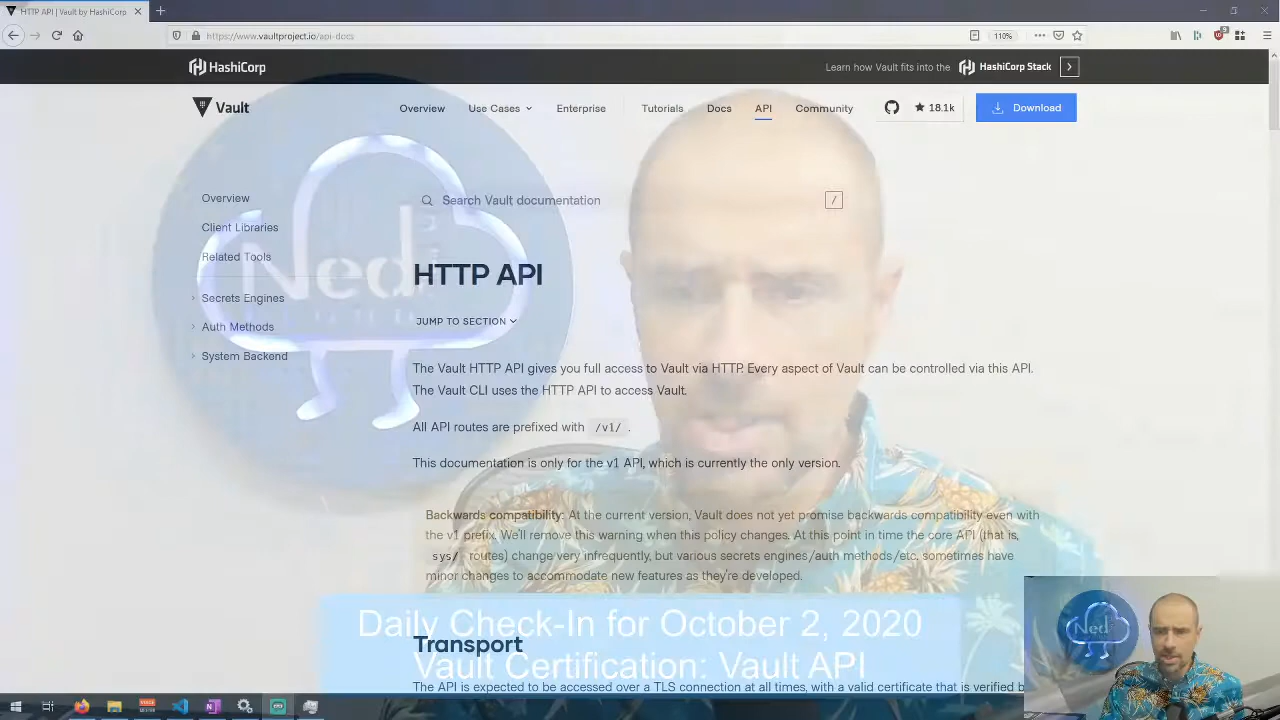 HTTP API | Vault by HashiCorp
https://www.vaultproject.io/api-docs
110%
HashiCorp
Learn how Vault fits into the
HashiCorp Stack
Vault
Overview
Use Cases
Enterprise
Tutorials
Docs
API
Community
18.1k
Download
Overview
Client Libraries
Related Tools
Secrets Engines
Auth Methods
System Backend
Search Vault documentation
/
Ned
HTTP API
JUMP TO SECTION
The Vault HTTP API gives you full access to Vault via HTTP. Every aspect of Vault can be controlled via this API.
The Vault CLI uses the HTTP API to access Vault.
All API routes are prefixed with /v1/ .
This documentation is only for the v1 API, which is currently the only version.
Backwards compatibility: At the current version, Vault does not yet promise backwards compatibility even with
the v1 prefix. We'll remove this warning when this policy changes. At this point in time the core API (that is,
sys/ routes) change very infrequently, but various secrets engines/auth methods/etc. sometimes have
minor changes to accommodate new features as they're developed.
Daily Check-In for October 2, 2020
Transport
Vault Certification: Vault API
The API is expected to be accessed over a TLS connection at all times, with a valid certificate that is verified b
Ned